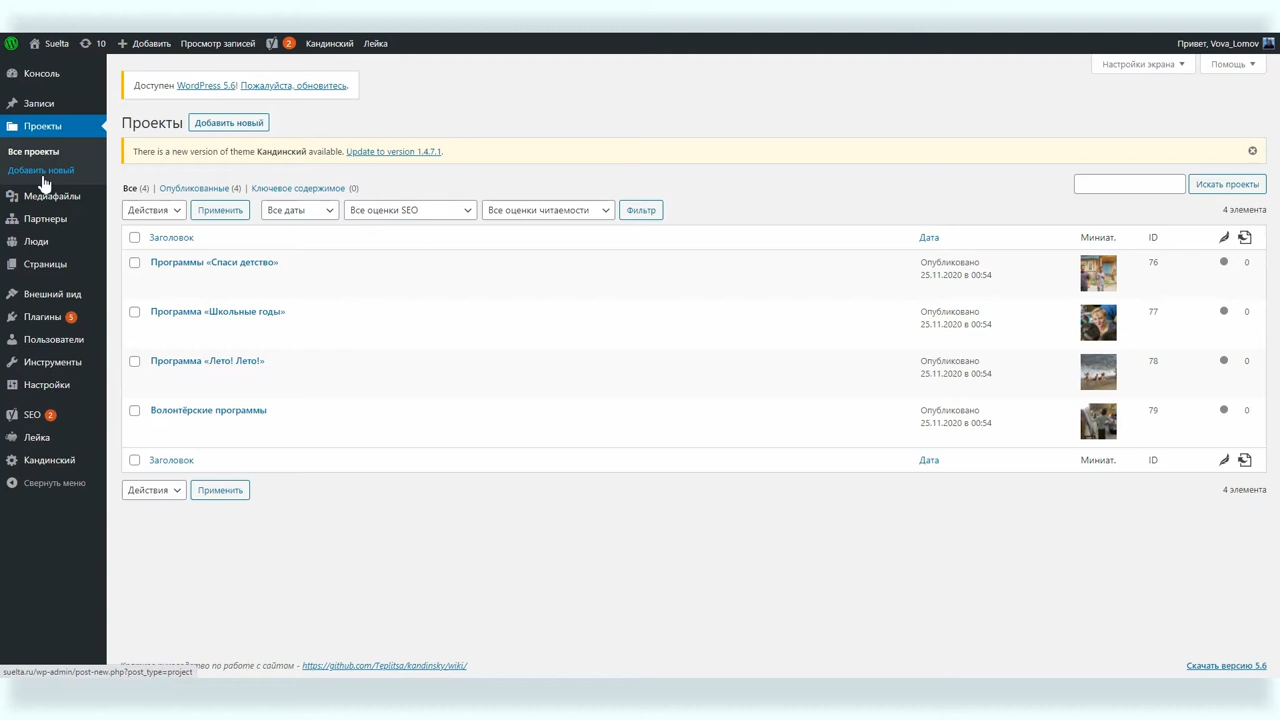 Suelta 10 Добавить Просмотр записей 2 Кандинский Лейка Привет, Vova_Lomov
Настройки экрана Помощь
Консоль
Записи
Проекты
Все проекты
Добавить новый
Медиафайлы
Партнеры
Люди
Страницы
Внешний вид
Плагины 5
Пользователи
Инструменты
Настройки
SEO 2
Лейка
Кандинский
Свернуть меню
Доступен WordPress 5.6! Пожалуйста, обновитесь.
Проекты Добавить новый
There is a new version of theme Кандинский available. Update to version 1.4.7.1.
Все (4) | Опубликованные (4) | Ключевое содержимое (0)
Искать проекты
Действия Применить Все даты Все оценки SEO Все оценки читаемости Фильтр 4 элемента
Заголовок Дата Миниат. ID
Программы «Спаси детство» Опубликовано 76 0
25.11.2020 в 00:54
Программа «Школьные годы» Опубликовано 77 0
25.11.2020 в 00:54
Программа «Лето! Лето!» Опубликовано 78 0
25.11.2020 в 00:54
Волонтёрские программы Опубликовано 79 0
25.11.2020 в 00:54
Заголовок Дата Миниат. ID
Действия Применить 4 элемента
руководство по работе с сайтом - https://github.com/Teplitsa/kandinsky/wiki/ Скачать версию 5.6
suelta.ru/wp-admin/post-new.php?post_type=project